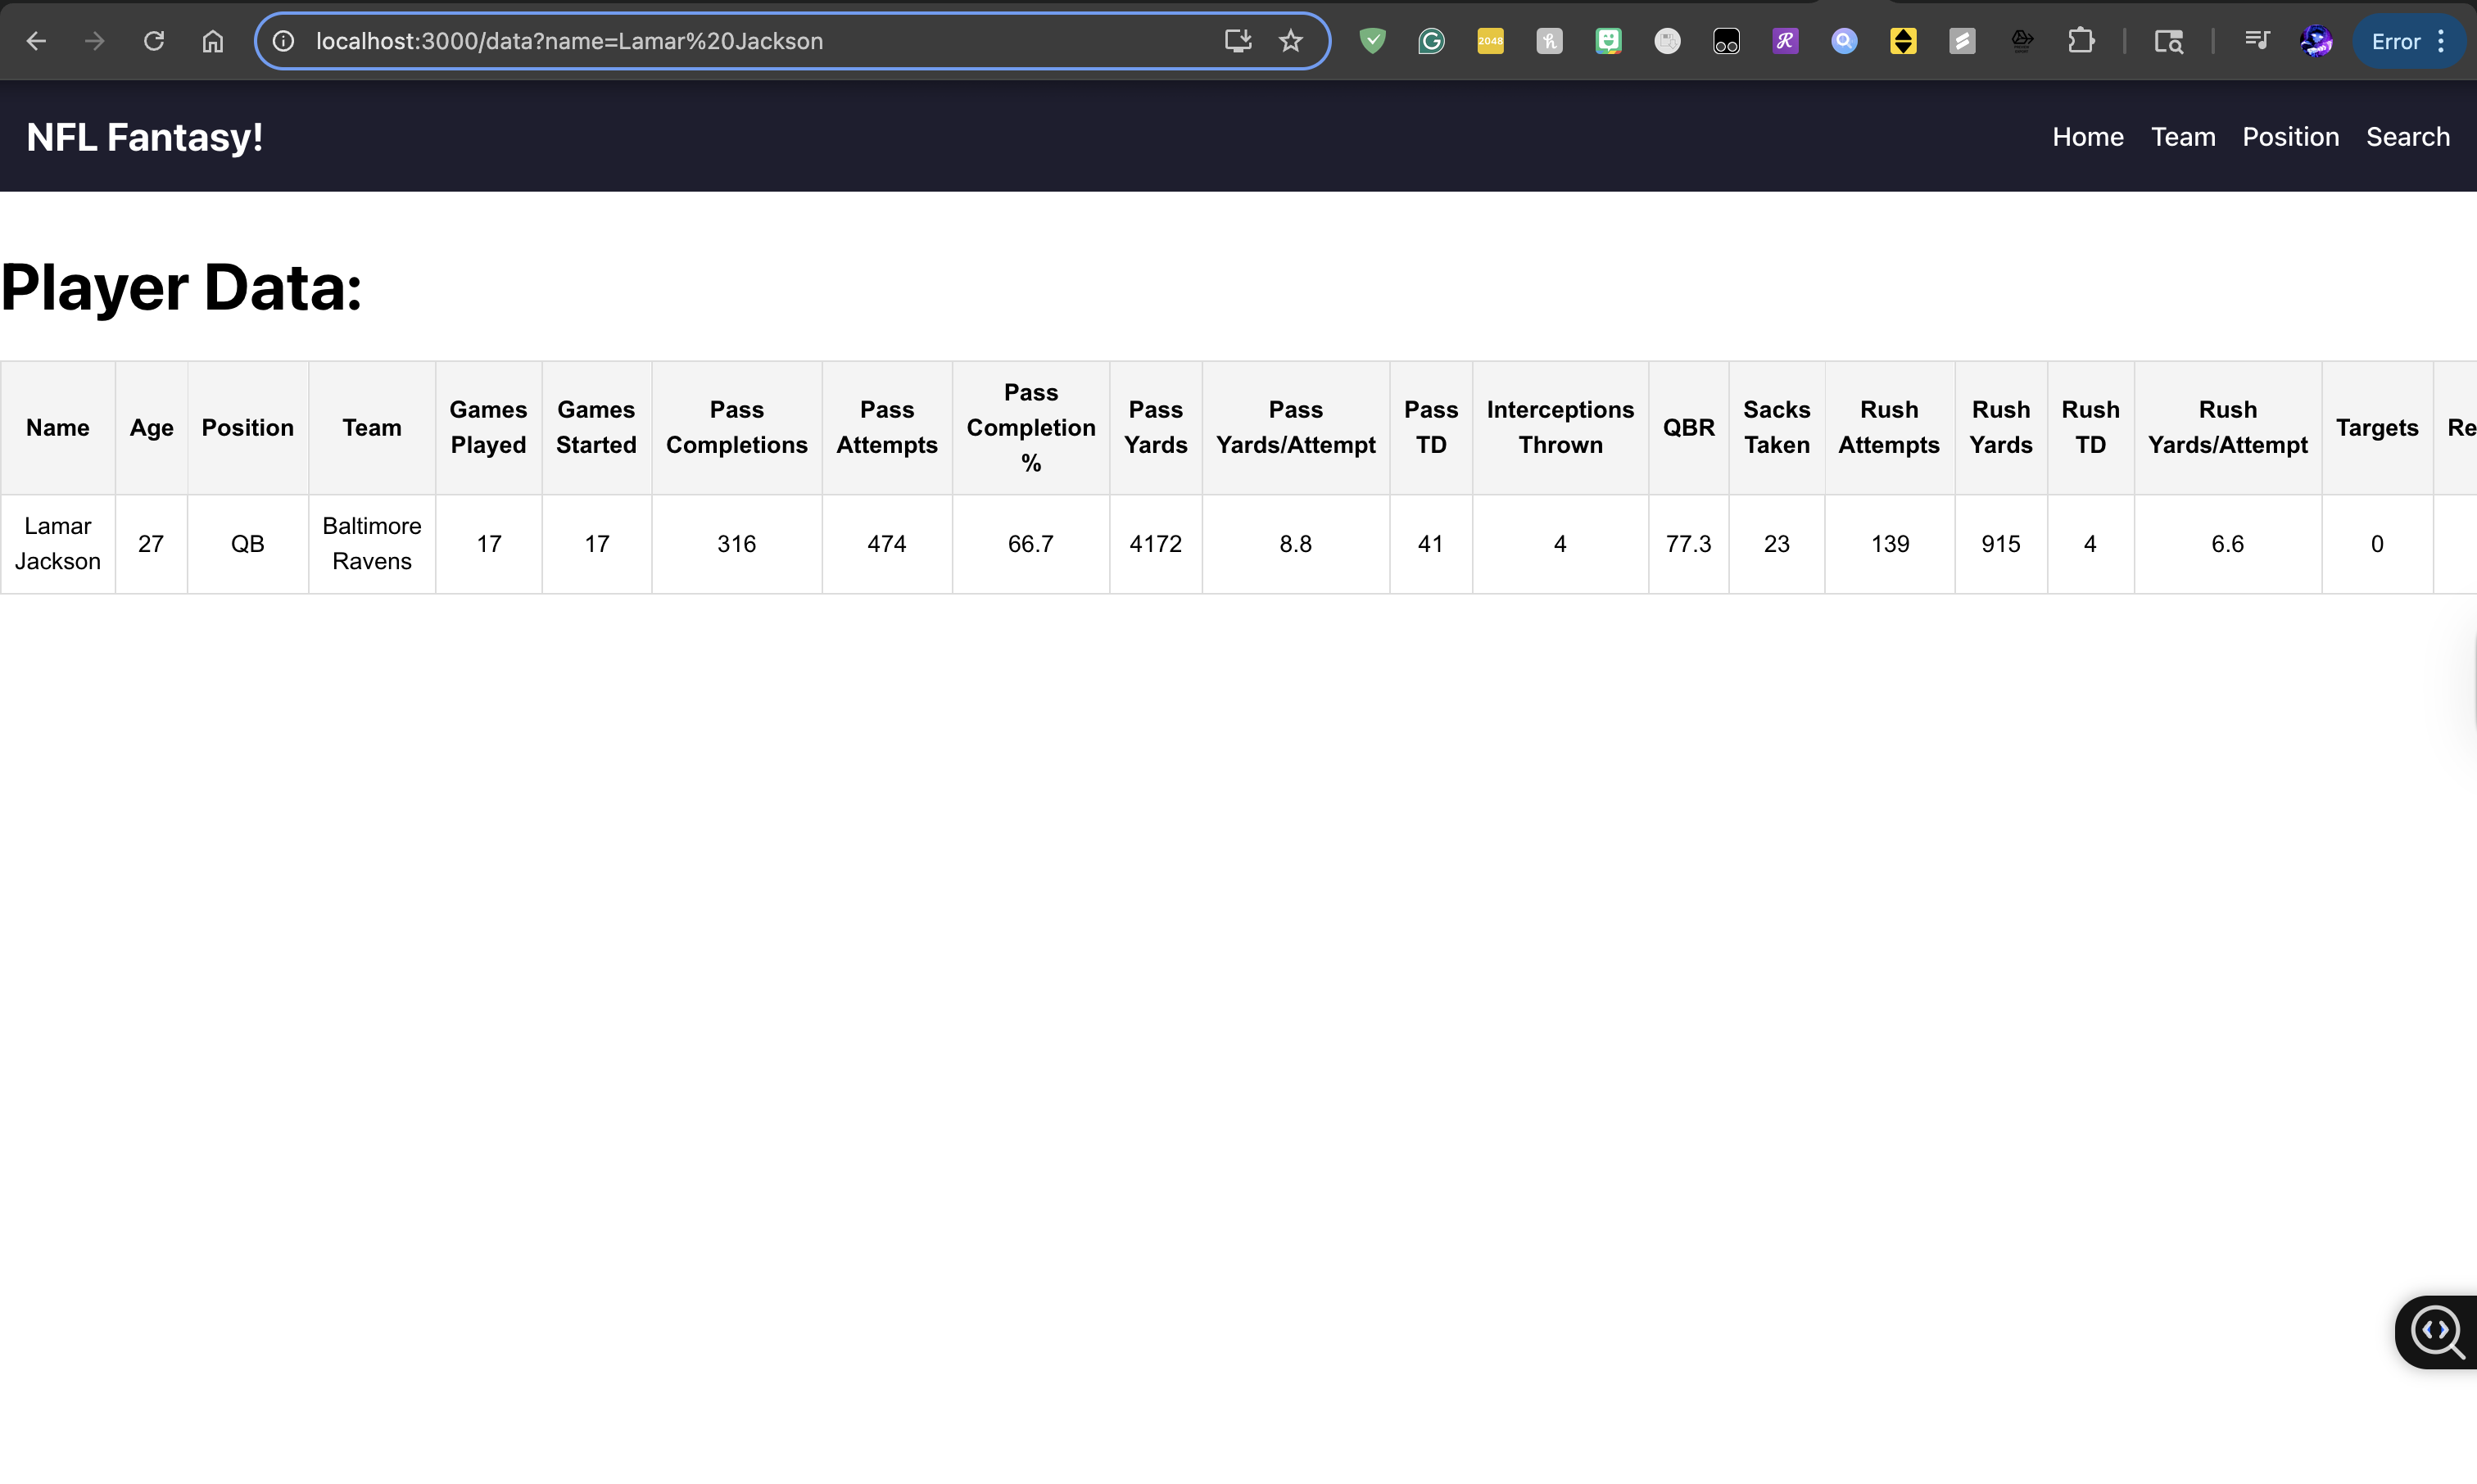 localhost:3000/data?name=Lamar%20Jackson
2048
Error
NFL Fantasy!
Home Team Position Search
Player Data:
Name Age Position Team Games Played Games Started Pass Completions Pass Attempts Pass Completion % Pass Yards Pass Yards/Attempt Pass TD Interceptions Thrown QBR Sacks Taken Rush Attempts Rush Yards Rush TD Rush Yards/Attempt Targets Re
Lamar Jackson 27 QB Baltimore Ravens 17 17 316 474 66.7 4172 8.8 41 4 77.3 23 139 915 4 6.6 0